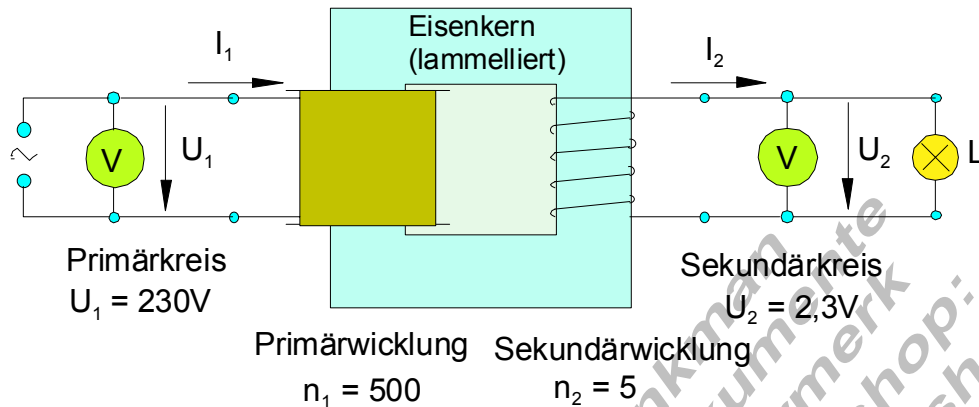 Eisenkern
(lammelliert)
I₁
I₂
V
U₁
V
U₂
L
Primärkreis
U₁ = 230V
Sekundärkreis
U₂ = 2,3V
Primärwicklung
n₁ = 500
Sekundärwicklung
n₂ = 5